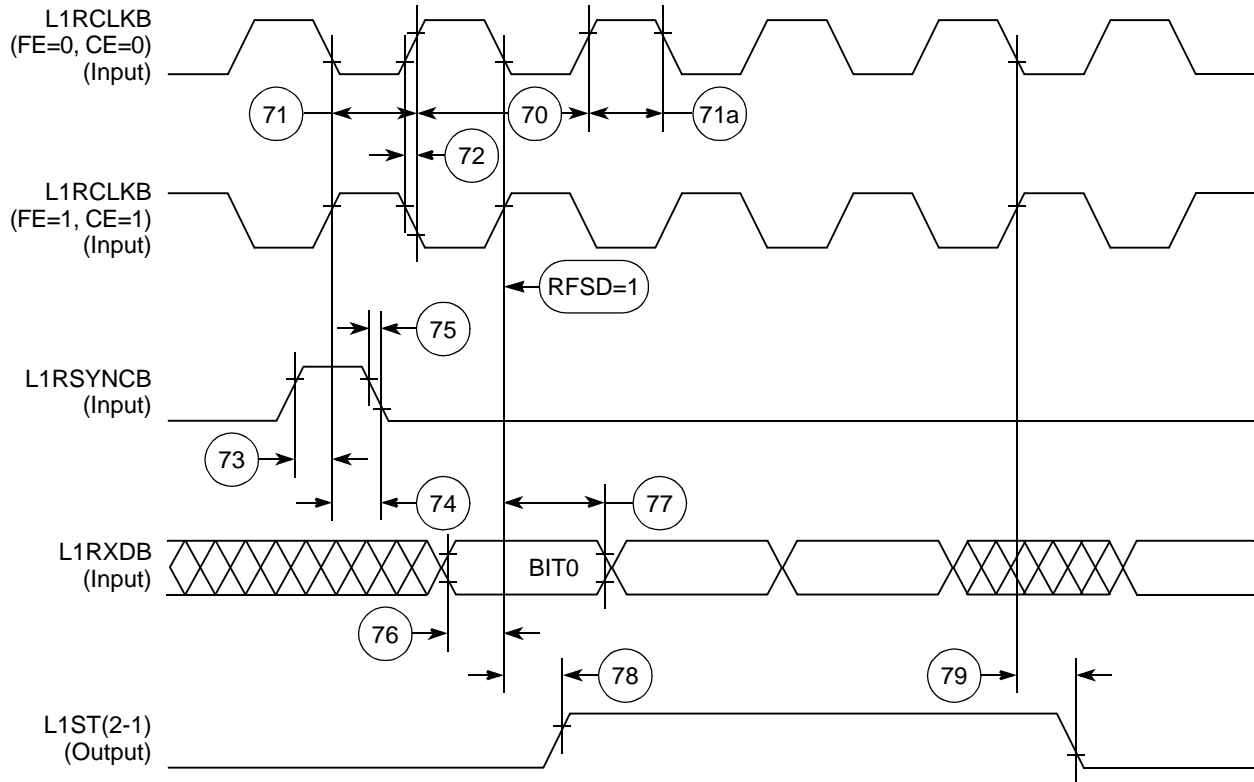 L1RCLKB
(FE=0, CE=0)
(Input)
71
70
71a
72
L1RCLKB
(FE=1, CE=1)
(Input)
RFSD=1
75
L1RSYNCB
(Input)
73
74
77
L1RXDB
(Input)
BIT0
76
78
79
L1ST(2-1)
(Output)